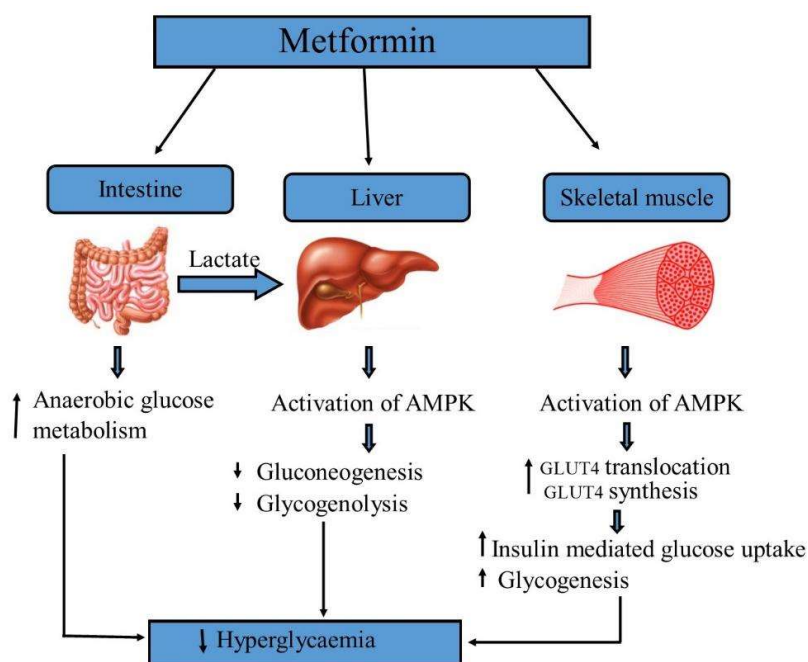 Metformin
Intestine
Liver
Skeletal muscle
Lactate
↑ Anaerobic glucose
metabolism
Activation of AMPK
↓ Gluconeogenesis
↓ Glycogenolysis
Activation of AMPK
↑ GLUT4 translocation
GLUT4 synthesis
↑ Insulin mediated glucose uptake
↑ Glycogenesis
↓ Hyperglycaemia